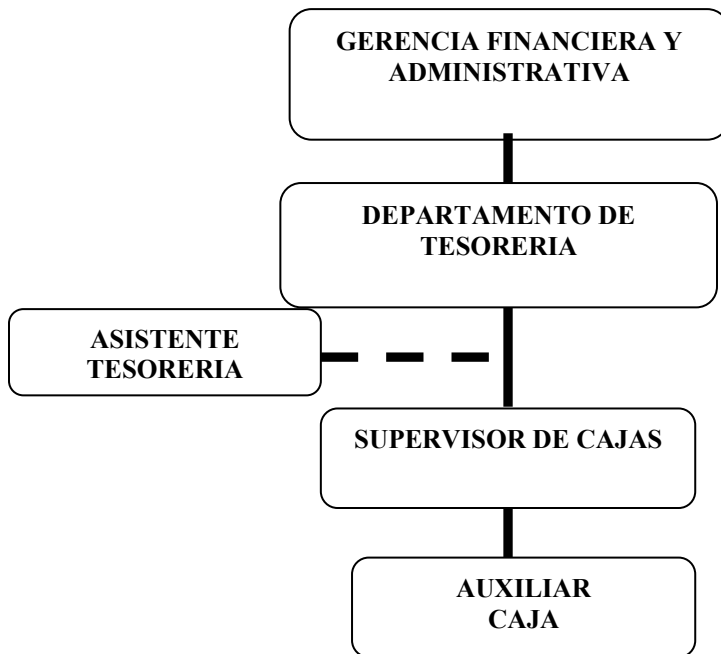 GERENCIA FINANCIERA Y
ADMINISTRATIVA
DEPARTAMENTO DE
TESORERIA
ASISTENTE
TESORERIA
SUPERVISOR DE CAJAS
AUXILIAR
CAJA